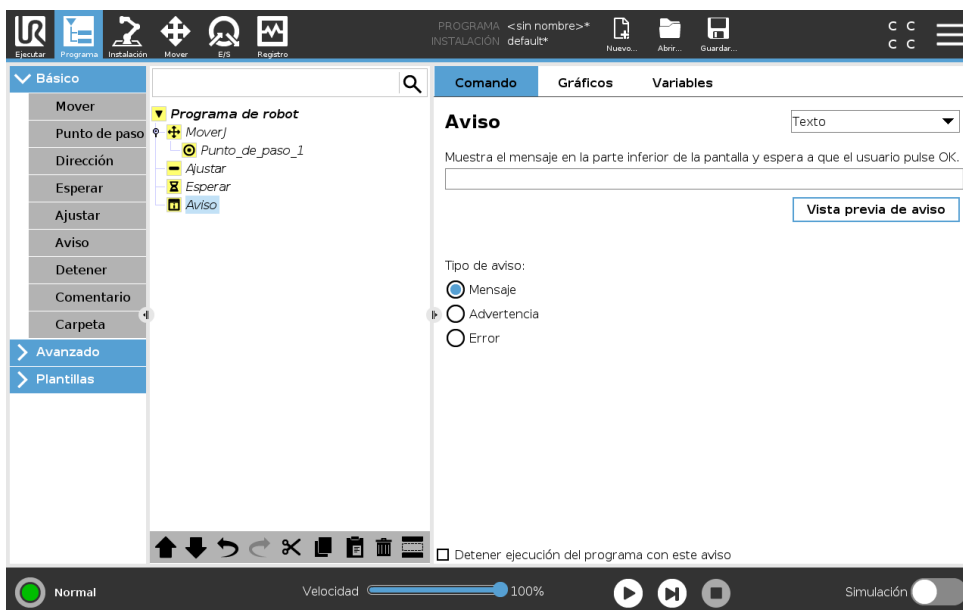 UR
PROGRAMA <sin nombre>*
INSTALACIÓN default*
Ejecutar Programa Instalación Mover E/S Registro
Nuevo... Abrir... Guardar...
C C
C C
Básico
Mover
Punto de paso
Dirección
Esperar
Ajustar
Aviso
Detener
Comentario
Carpeta
Avanzado
Plantillas
Programa de robot
MoverJ
Punto_de_paso_1
Ajustar
Esperar
Aviso
Comando Gráficos Variables
Aviso
Texto
Muestra el mensaje en la parte inferior de la pantalla y espera a que el usuario pulse OK.
Vista previa de aviso
Tipo de aviso:
Mensaje
Advertencia
Error
Detener ejecución del programa con este aviso
Normal
Velocidad 100%
Simulación